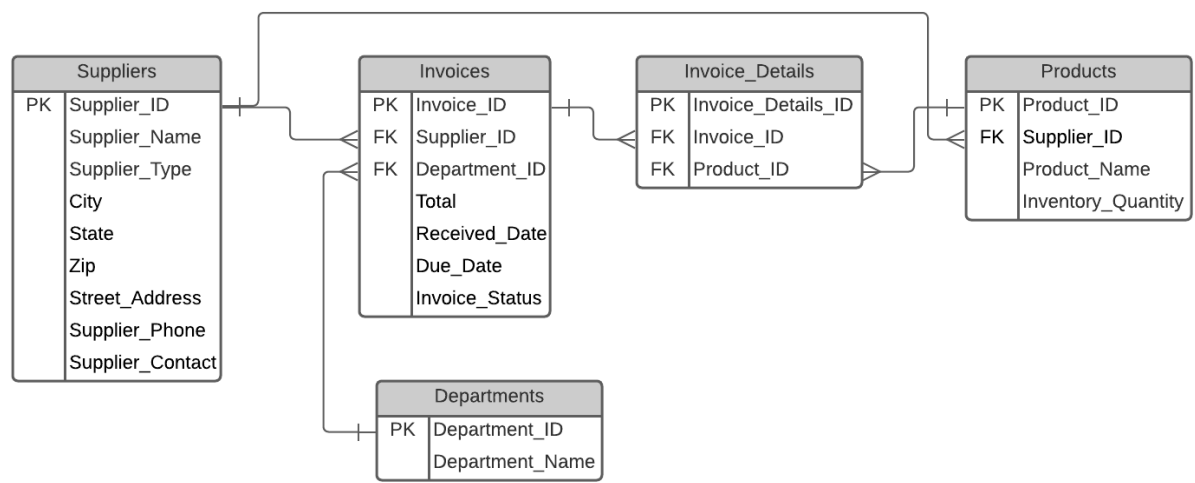 Suppliers
PK Supplier_ID
Supplier_Name
Supplier_Type
City
State
Zip
Street_Address
Supplier_Phone
Supplier_Contact
Invoices
PK Invoice_ID
FK Supplier_ID
FK Department_ID
Total
Received_Date
Due_Date
Invoice_Status
Invoice_Details
PK Invoice_Details_ID
FK Invoice_ID
FK Product_ID
Products
PK Product_ID
FK Supplier_ID
Product_Name
Inventory_Quantity
Departments
PK Department_ID
Department_Name